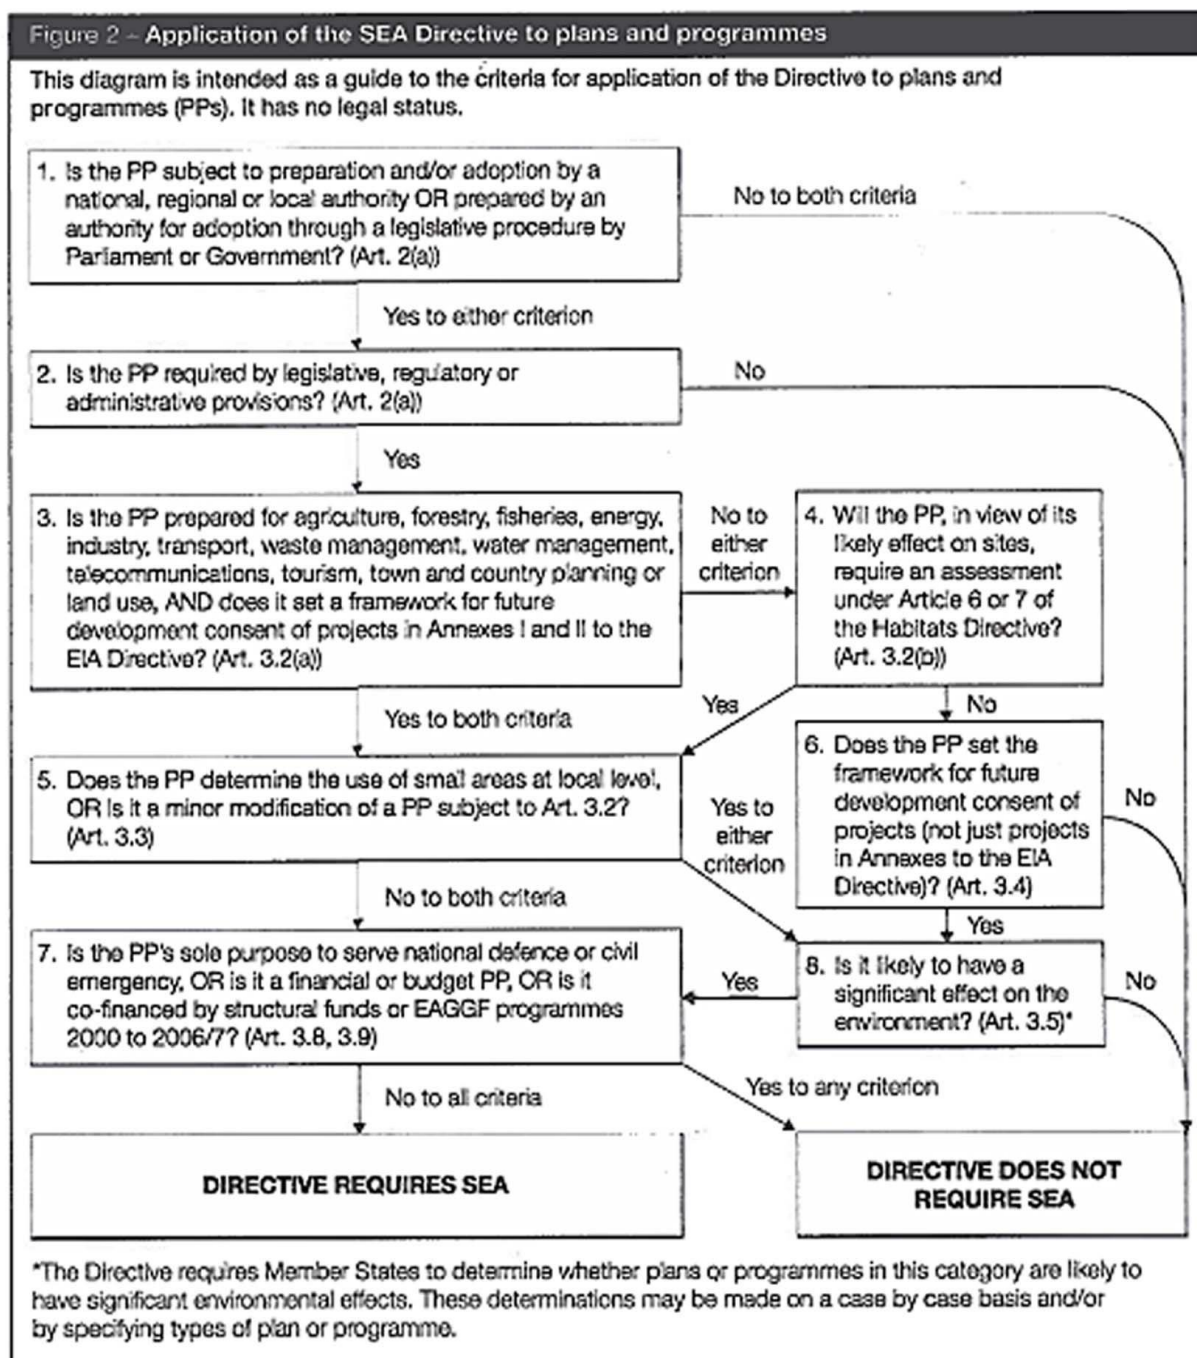 Figure 2 – Application of the SEA Directive to plans and programmes
This diagram is intended as a guide to the criteria for application of the Directive to plans and
programmes (PPs). It has no legal status.
1. Is the PP subject to preparation and/or adoption by a
national, regional or local authority OR prepared by an
authority for adoption through a legislative procedure by
Parliament or Government? (Art. 2(a))
No to both criteria
Yes to either criterion
2. Is the PP required by legislative, regulatory or
administrative provisions? (Art. 2(a))
No
Yes
3. Is the PP prepared for agriculture, forestry, fisheries, energy,
industry, transport, waste management, water management,
telecommunications, tourism, town and country planning or
land use, AND does it set a framework for future
development consent of projects in Annexes I and II to the
EIA Directive? (Art. 3.2(a))
No to
either
criterion
4. Will the PP, in view of its
likely effect on sites,
require an assessment
under Article 6 or 7 of
the Habitats Directive?
(Art. 3.2(b))
Yes to both criteria
Yes
No
5. Does the PP determine the use of small areas at local level,
OR is it a minor modification of a PP subject to Art. 3.2?
(Art. 3.3)
Yes to
either
criterion
6. Does the PP set the
framework for future
development consent of
projects (not just projects
in Annexes to the EIA
Directive)? (Art. 3.4)
No
No to both criteria
Yes
7. Is the PP's sole purpose to serve national defence or civil
emergency, OR is it a financial or budget PP, OR is it
co-financed by structural funds or EAGGF programmes
2000 to 2006/7? (Art. 3.8, 3.9)
Yes
8. Is it likely to have a
significant effect on the
environment? (Art. 3.5)*
No
No to all criteria
Yes to any criterion
DIRECTIVE REQUIRES SEA
DIRECTIVE DOES NOT
REQUIRE SEA
*The Directive requires Member States to determine whether plans or programmes in this category are likely to
have significant environmental effects. These determinations may be made on a case by case basis and/or
by specifying types of plan or programme.